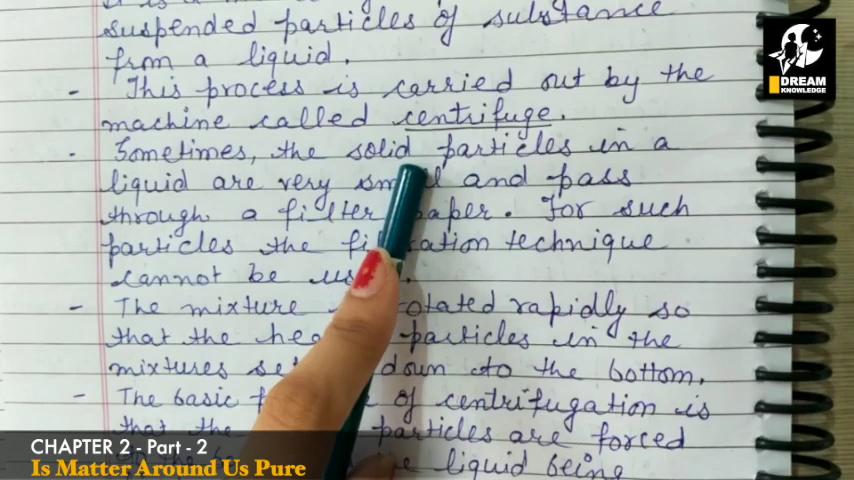 suspended particles of substance
from a liquid.
- This process is carried out by the
machine called centrifuge.
- Sometimes, the solid particles in a
liquid are very small and pass
through a filter paper. For such
particles the filtration technique
cannot be
- The mixture rotated rapidly so
that the particles in the
mixtures down to the bottom.
- The basic of centrifugation is
that the particles are forced
liquid being
DREAM
KNOWLEDGE
CHAPTER 2 - Part - 2
Is Matter Around Us Pure